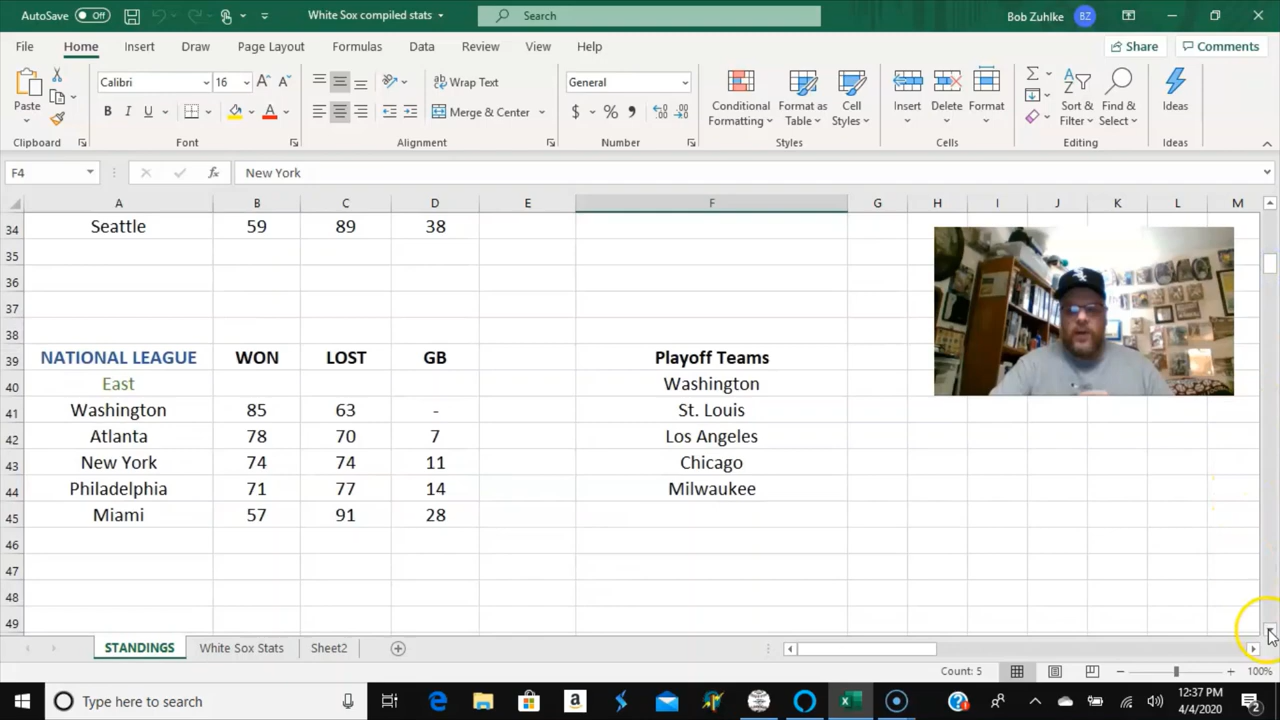 AutoSave Off White Sox compiled stats Search Bob Zuhlke BZ
File Home Insert Draw Page Layout Formulas Data Review View Help Share Comments
Paste Calibri 16 Wrap Text General Conditional Formatting Format as Table Cell Styles Insert Delete Format Sort & Filter Find & Select Ideas
B I U Merge & Center $ % ,
Clipboard Font Alignment Number Styles Cells Editing Ideas
F4 fx New York
A B C D E F G H I J K L M
34 Seattle 59 89 38
35
36
37
38
39 NATIONAL LEAGUE WON LOST GB Playoff Teams
40 East Washington
41 Washington 85 63 - St. Louis
42 Atlanta 78 70 7 Los Angeles
43 New York 74 74 11 Chicago
44 Philadelphia 71 77 14 Milwaukee
45 Miami 57 91 28
46
47
48
49
STANDINGS White Sox Stats Sheet2
Count: 5 100%
Type here to search 12:37 PM
4/4/2020 2